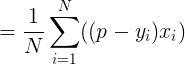 = \frac{1}{N} \sum_{i=1}^{N} ((p - y_i) x_i)